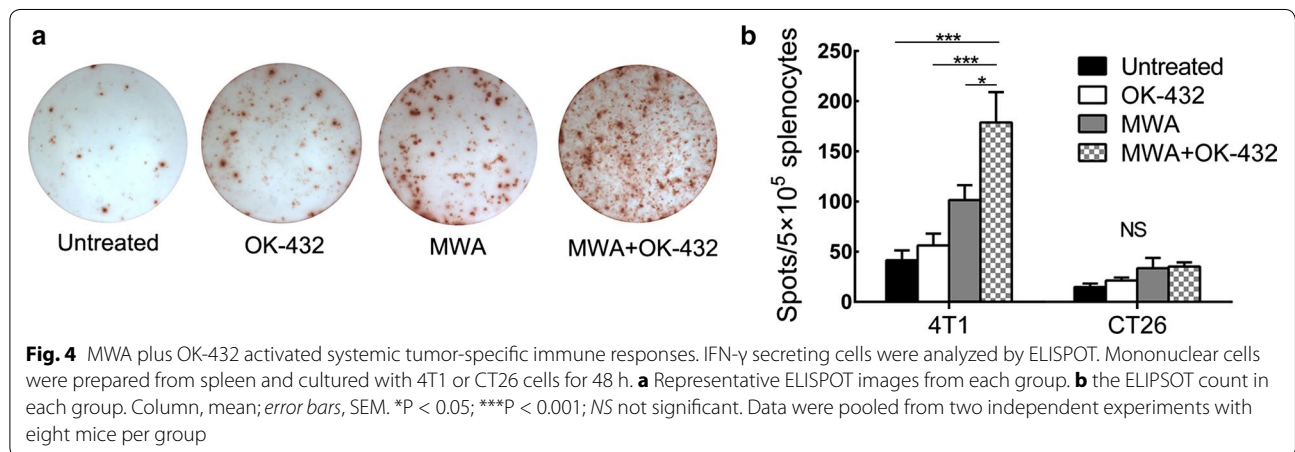 a
b
Untreated
OK-432
MWA
MWA+OK-432
Spots/5×10⁵ splenocytes
250
200
150
100
50
0
***
***
*
Untreated
OK-432
MWA
MWA+OK-432
NS
4T1
CT26
Fig. 4 MWA plus OK-432 activated systemic tumor-specific immune responses. IFN-γ secreting cells were analyzed by ELISPOT. Mononuclear cells
were prepared from spleen and cultured with 4T1 or CT26 cells for 48 h. a Representative ELISPOT images from each group. b the ELIPSOT count in
each group. Column, mean; error bars, SEM. *P < 0.05; ***P < 0.001; NS not significant. Data were pooled from two independent experiments with
eight mice per group